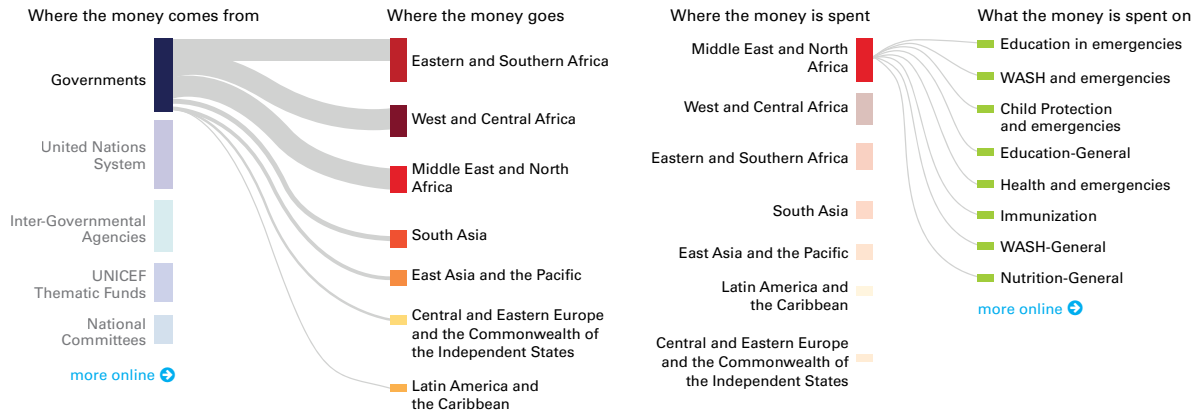 Where the money comes from
Governments
United Nations
System
Inter-Governmental
Agencies
UNICEF
Thematic Funds
National
Committees
more online
Where the money goes
Eastern and Southern Africa
West and Central Africa
Middle East and North
Africa
South Asia
East Asia and the Pacific
Central and Eastern Europe
and the Commonwealth of
the Independent States
Latin America and
the Caribbean
Where the money is spent
Middle East and North
Africa
West and Central Africa
Eastern and Southern Africa
South Asia
East Asia and the Pacific
Latin America and
the Caribbean
Central and Eastern Europe
and the Commonwealth of
the Independent States
What the money is spent on
Education in emergencies
WASH and emergencies
Child Protection
and emergencies
Education-General
Health and emergencies
Immunization
WASH-General
Nutrition-General
more online